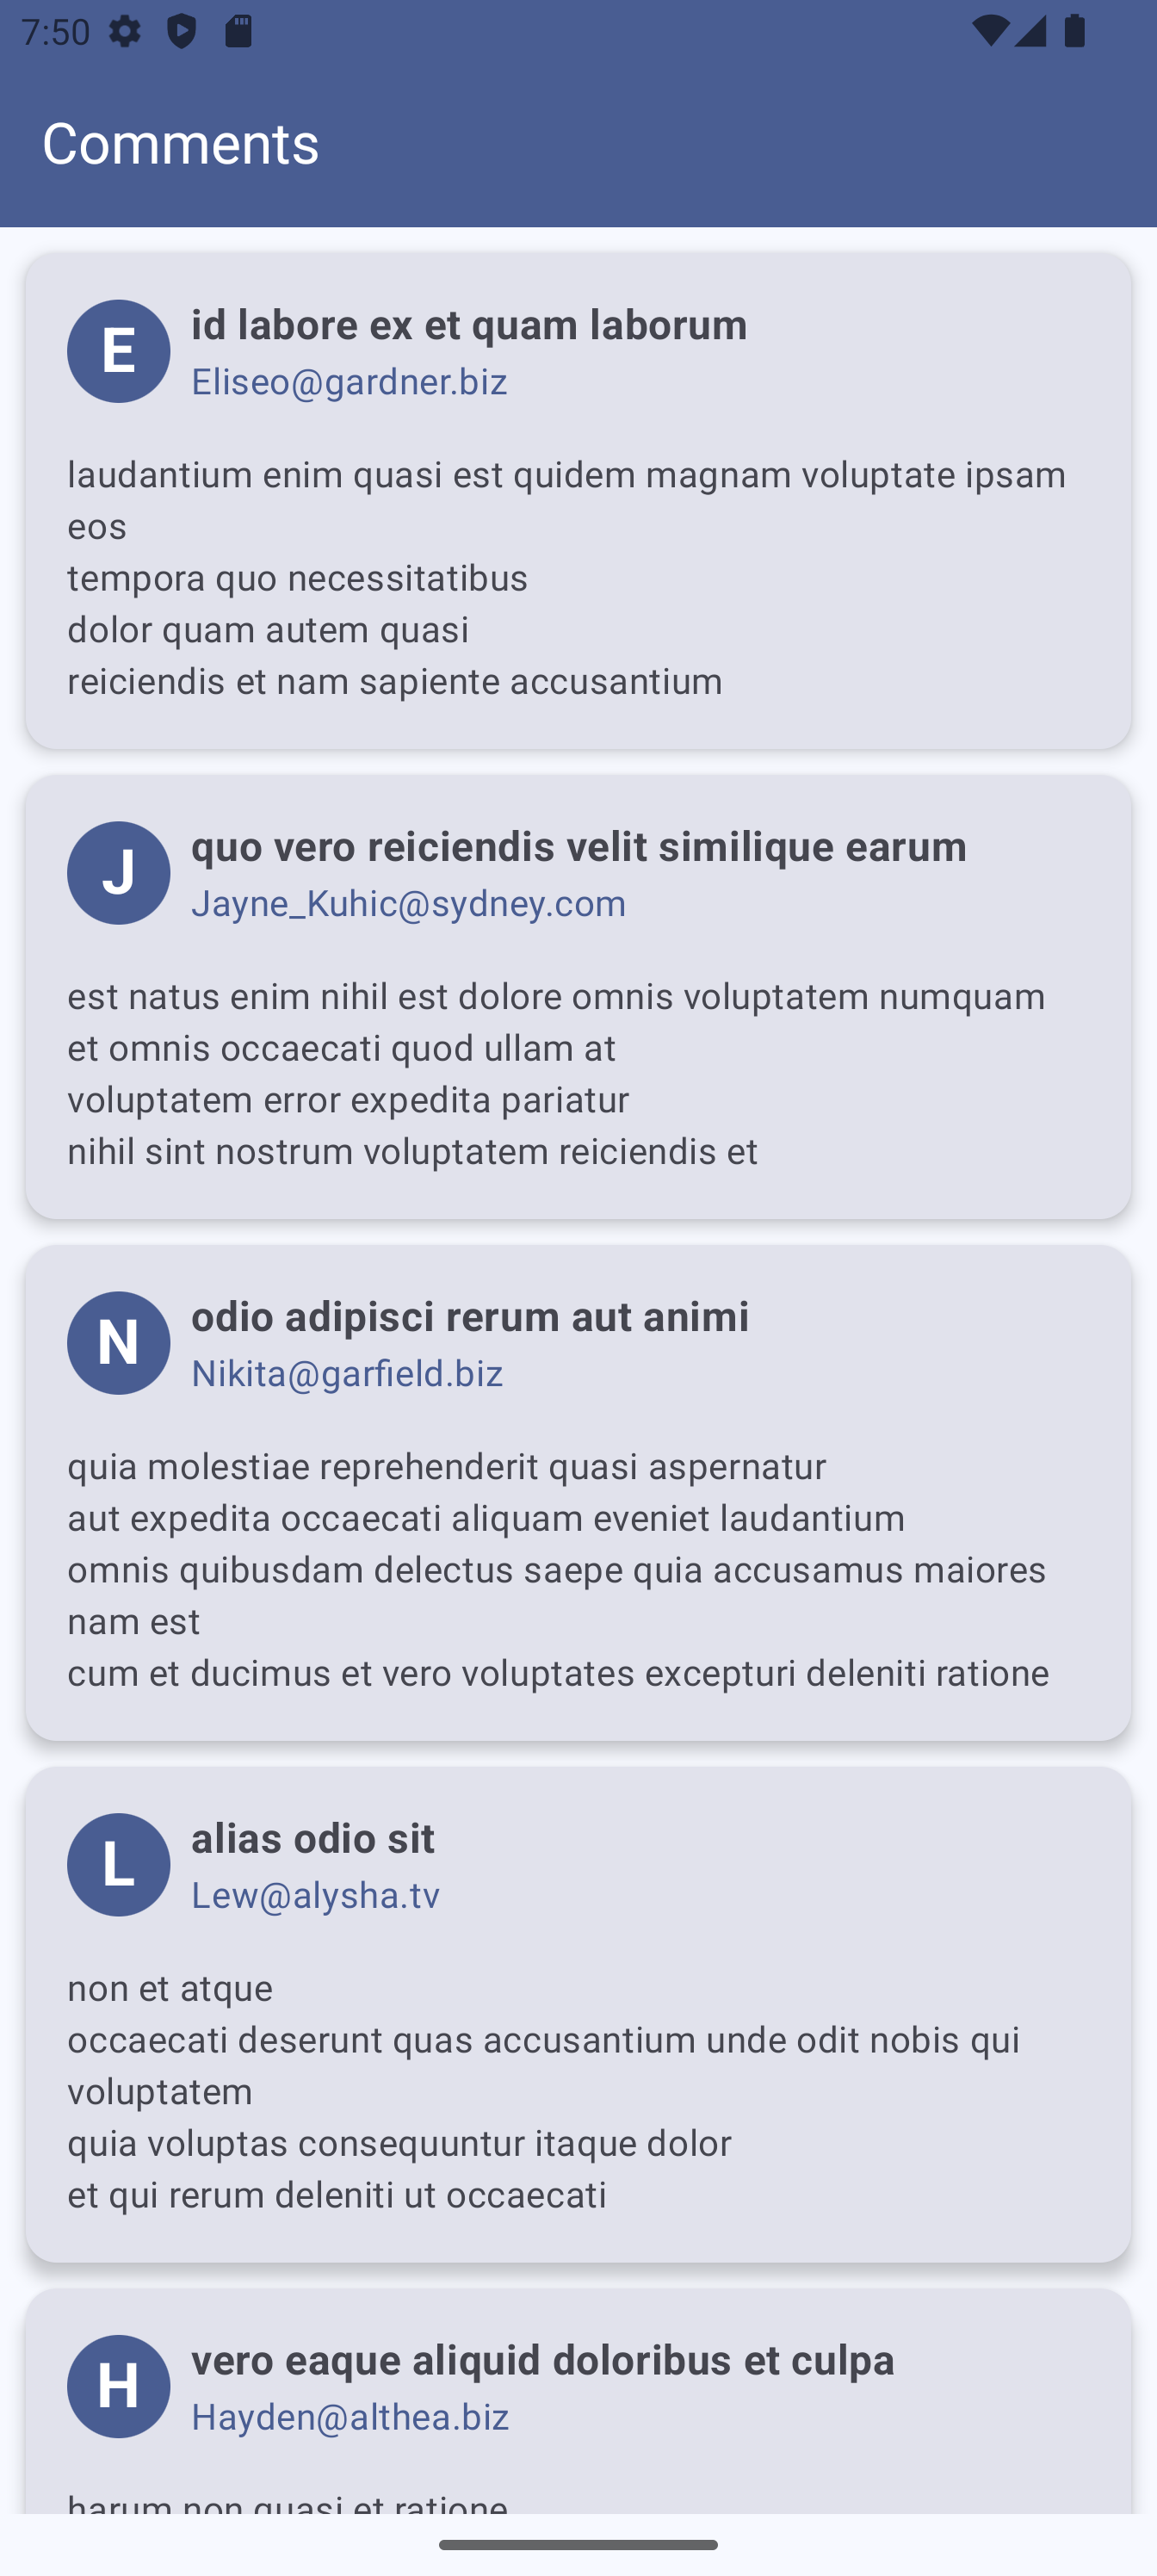 7:50
Comments
E
id labore ex et quam laborum
Eliseo@gardner.biz
laudantium enim quasi est quidem magnam voluptate ipsam
eos
tempora quo necessitatibus
dolor quam autem quasi
reiciendis et nam sapiente accusantium
J
quo vero reiciendis velit similique earum
Jayne_Kuhic@sydney.com
est natus enim nihil est dolore omnis voluptatem numquam
et omnis occaecati quod ullam at
voluptatem error expedita pariatur
nihil sint nostrum voluptatem reiciendis et
N
odio adipisci rerum aut animi
Nikita@garfield.biz
quia molestiae reprehenderit quasi aspernatur
aut expedita occaecati aliquam eveniet laudantium
omnis quibusdam delectus saepe quia accusamus maiores
nam est
cum et ducimus et vero voluptates excepturi deleniti ratione
L
alias odio sit
Lew@alysha.tv
non et atque
occaecati deserunt quas accusantium unde odit nobis qui
voluptatem
quia voluptas consequuntur itaque dolor
et qui rerum deleniti ut occaecati
H
vero eaque aliquid doloribus et culpa
Hayden@althea.biz
harum non quasi et ratione